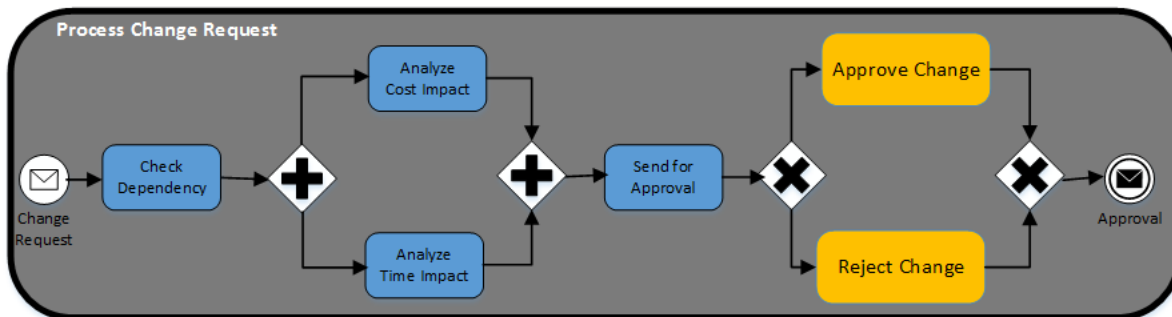 Process Change Request
Change
Request
Check
Dependency
Analyze
Cost Impact
Analyze
Time Impact
Send for
Approval
Approve Change
Reject Change
Approval